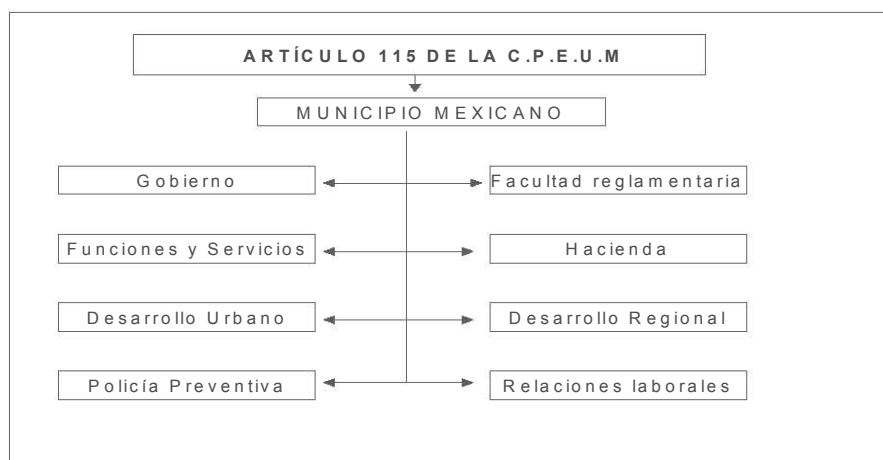 ARTÍCULO 115 DE LA C.P.E.U.M
MUNICIPIO MEXICANO
Gobierno
Facultad reglamentaria
Funciones y Servicios
Hacienda
Desarrollo Urbano
Desarrollo Regional
Policía Preventiva
Relaciones laborales